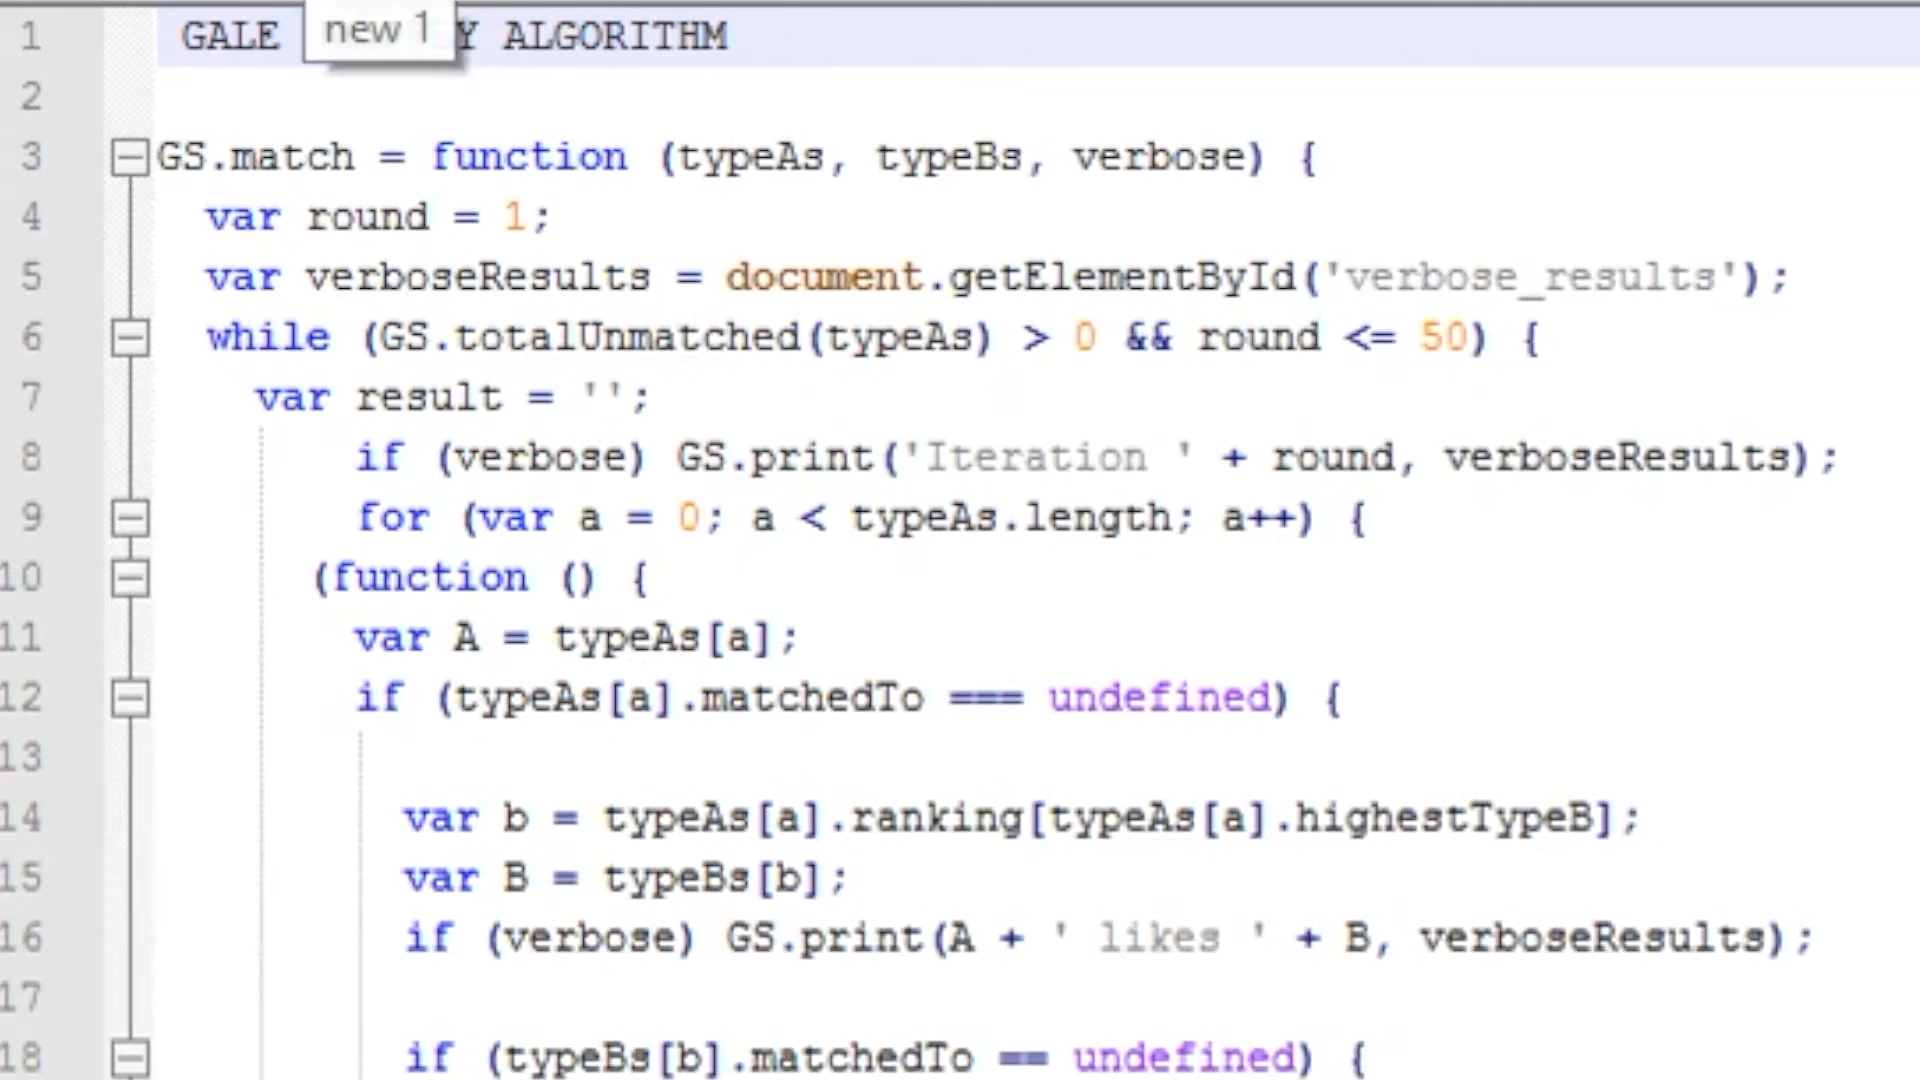 new 1
1 GALE Y ALGORITHM
2
3 GS.match = function (typeAs, typeBs, verbose) {
4 var round = 1;
5 var verboseResults = document.getElementById('verbose_results');
6 while (GS.totalUnmatched(typeAs) > 0 && round <= 50) {
7 var result = '';
8 if (verbose) GS.print('Iteration ' + round, verboseResults);
9 for (var a = 0; a < typeAs.length; a++) {
10 (function () {
11 var A = typeAs[a];
12 if (typeAs[a].matchedTo === undefined) {
13
14 var b = typeAs[a].ranking[typeAs[a].highestTypeB];
15 var B = typeBs[b];
16 if (verbose) GS.print(A + ' likes ' + B, verboseResults);
17
18 if (typeBs[b].matchedTo == undefined) {